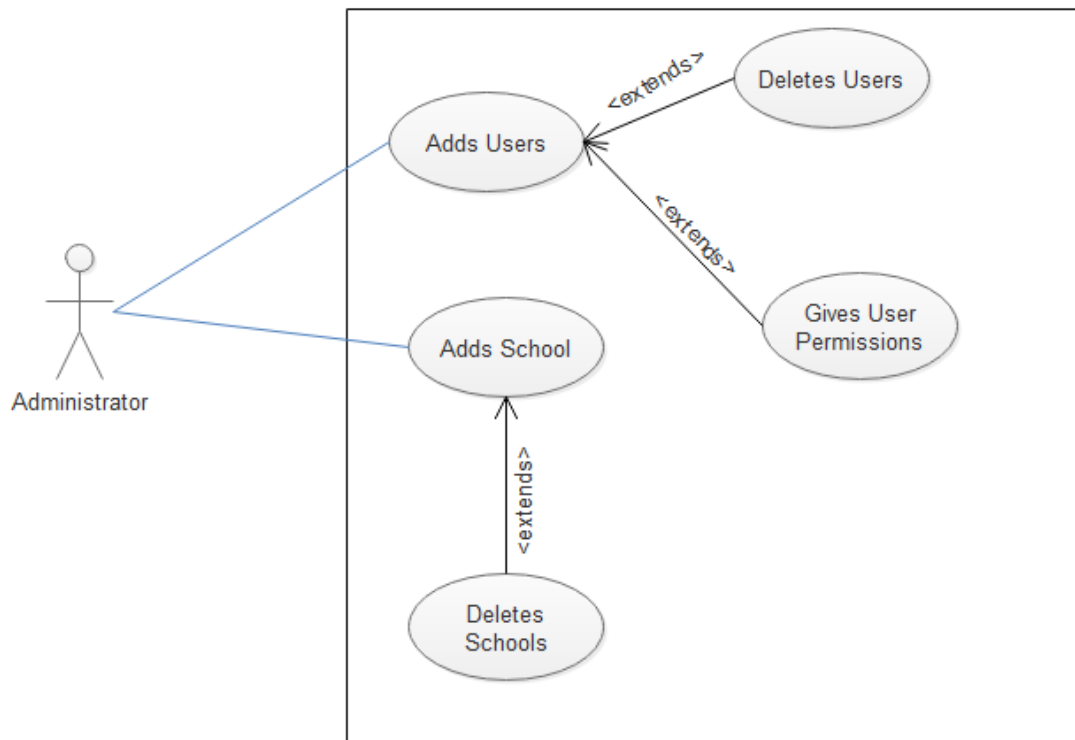 Deletes Users
<extends>
Adds Users
<extends>
Gives User
Permissions
Adds School
Administrator
<extends>
Deletes
Schools